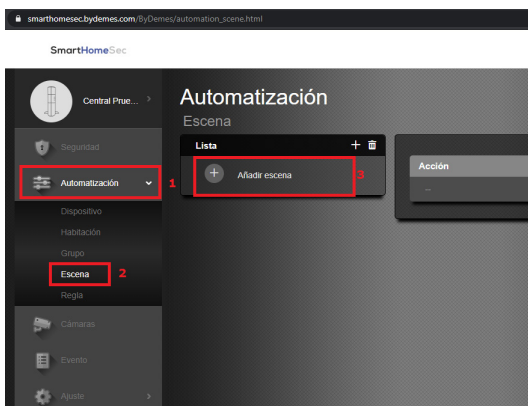 smarthomesec.bydemes.com/ByDemes/automation_scene.html
SmartHomeSec
Central Prue...
Automatización
Escena
Lista
Acción
Seguridad
Añadir escena
3
--
Automatización
1
Dispositivo
Habitación
Grupo
Escena
2
Regla
Cámaras
Evento
Ajuste